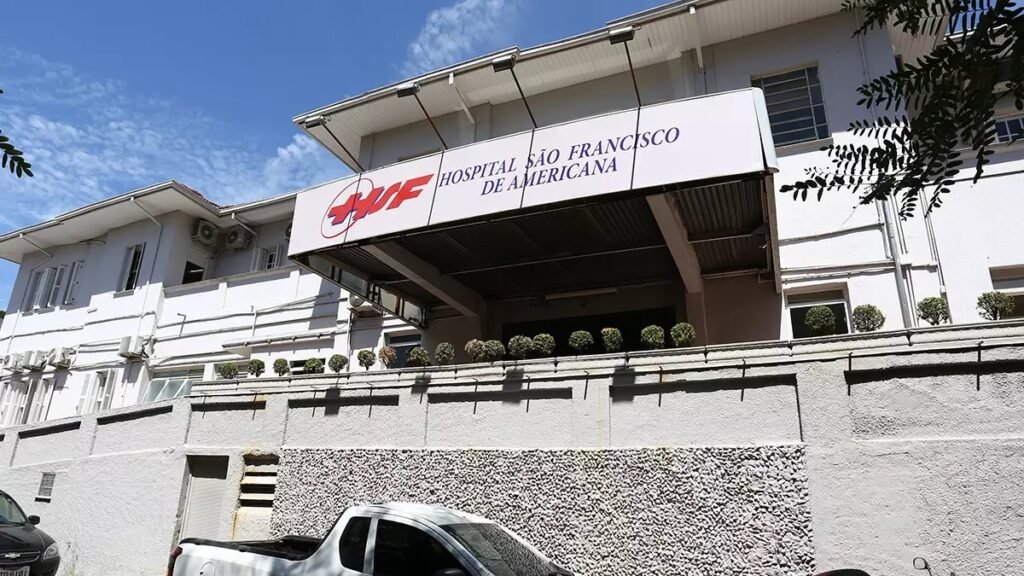 HSF
HOSPITAL SÃO FRANCISCO
DE AMERICANA